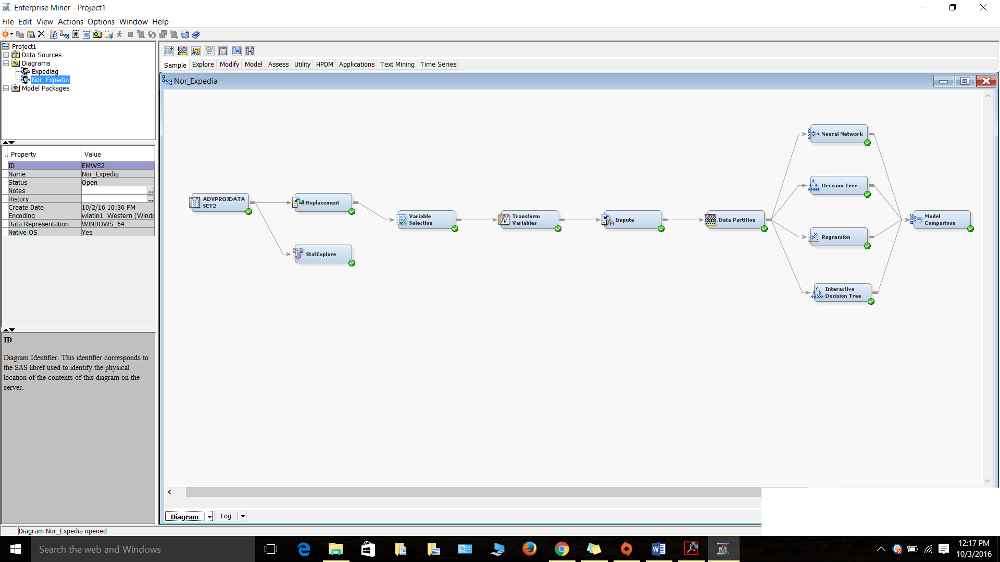 Enterprise Miner - Project1
File Edit View Actions Options Window Help
Project1
Data Sources
Diagrams
Expediag
Nor_Expedia
Model Packages
.. Property Value
ID EMWS2
Name Nor_Expedia
Status Open
Notes ...
History ...
Create Date 10/2/16 10:36 PM
Encoding wlatin1 Western (Windo
Data Representation WINDOWS_64
Native OS Yes
ID
Diagram Identifier. This identifier corresponds to
the SAS libref used to identify the physical
location of the contents of this diagram on the
server.
Sample Explore Modify Model Assess Utility HPDM Applications Text Mining Time Series
Nor_Expedia
ADVPROJDATA
SET2
Replacement
StatExplore
Variable
Selection
Transform
Variables
Impute
Data Partition
Neural Network
Decision Tree
Regression
Interactive
Decision Tree
Model
Comparison
Diagram Log
Diagram Nor_Expedia opened
Search the web and Windows
12:17 PM
10/3/2016